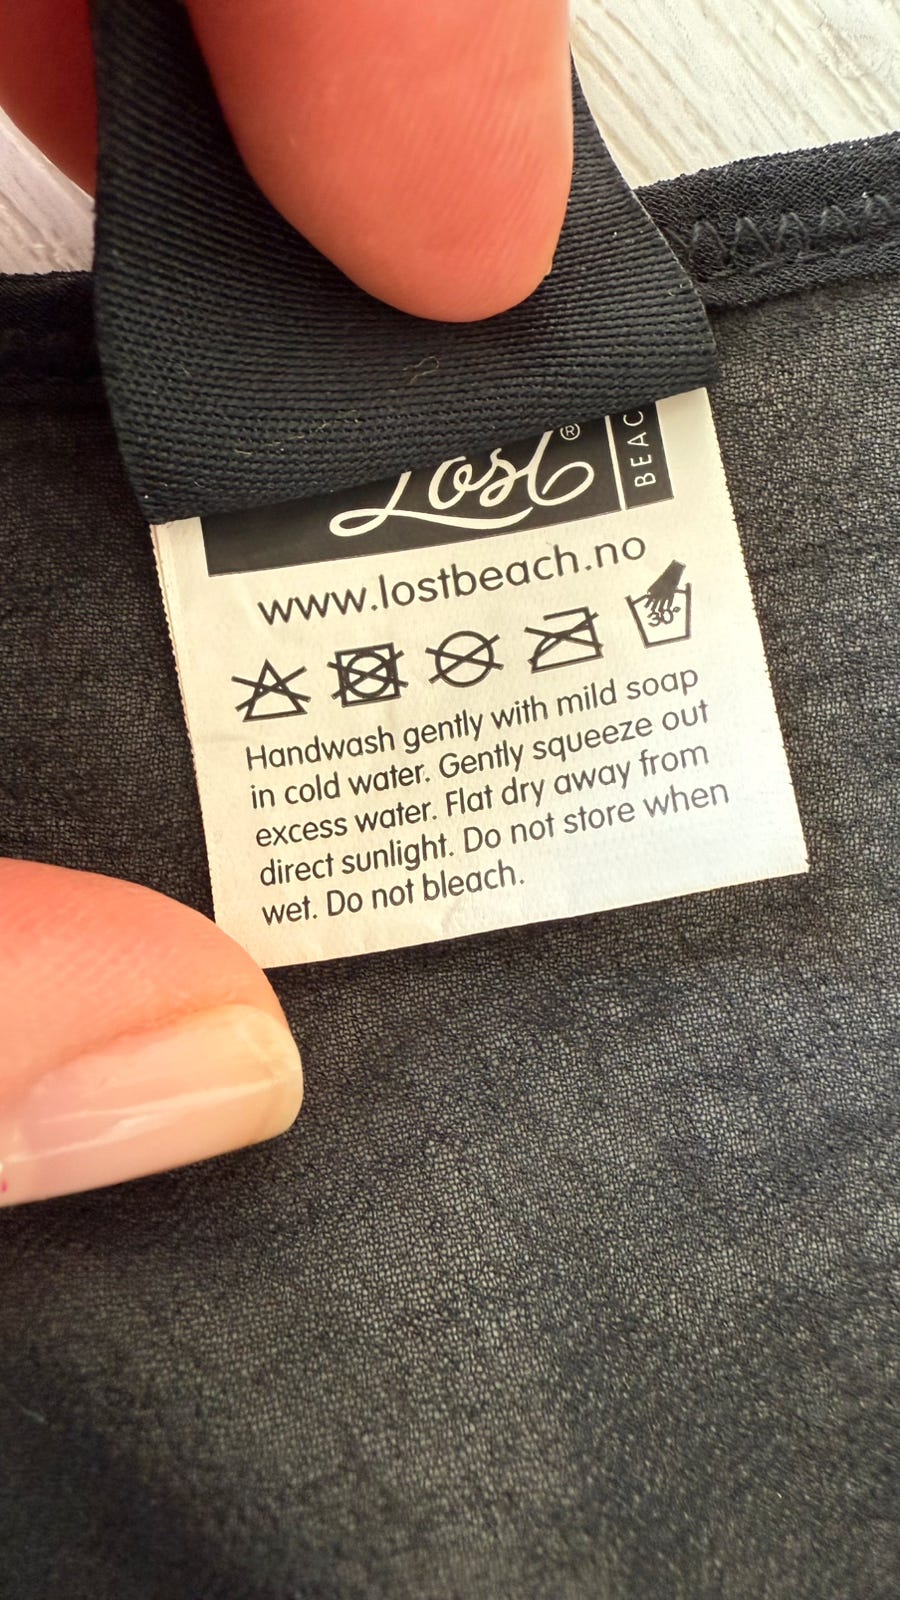 Lost®
BEAC
www.lostbeach.no
30°
Handwash gently with mild soap
in cold water. Gently squeeze out
excess water. Flat dry away from
direct sunlight. Do not store when
wet. Do not bleach.